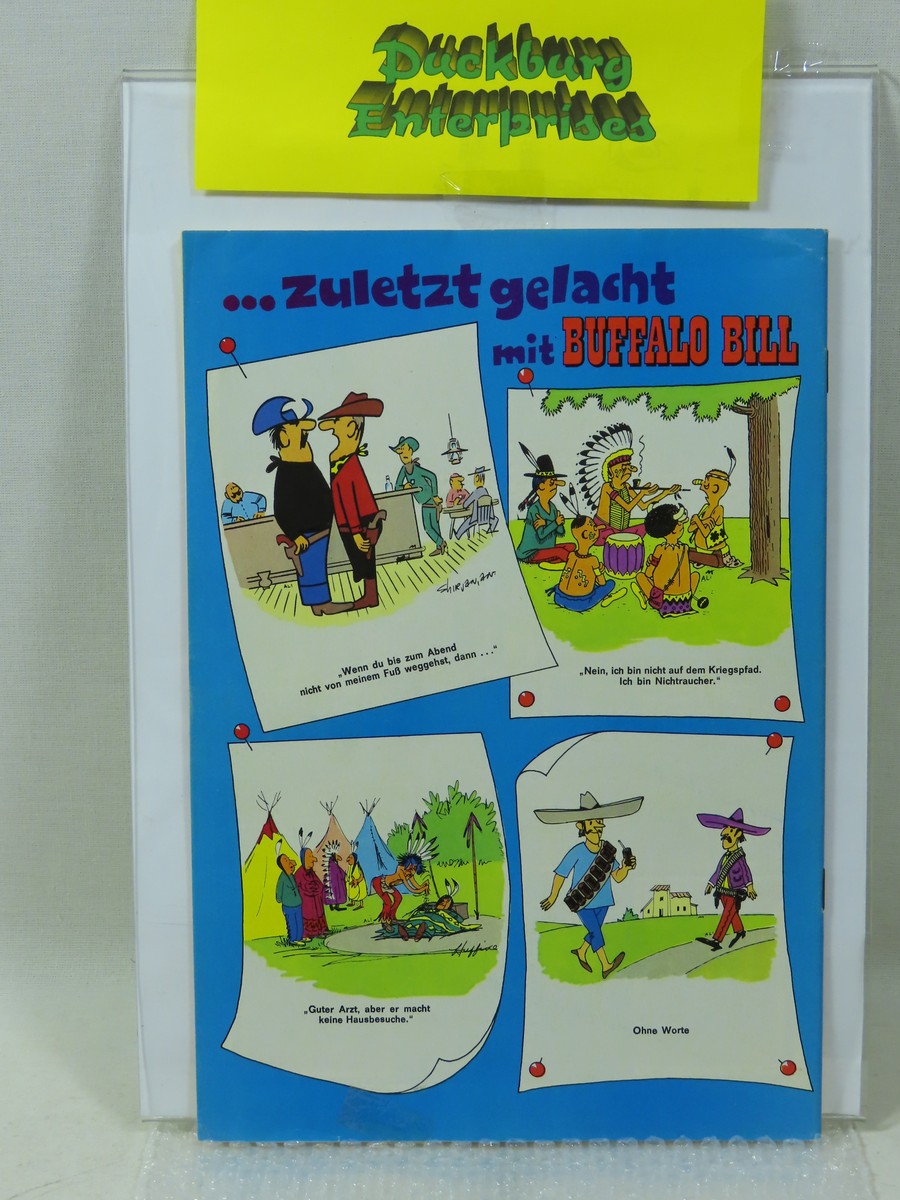 Duckburg
Enterprises
...zuletzt gelacht
mit BUFFALO BILL
„Wenn du bis zum Abend
nicht von meinem Fuß weggehst, dann ...“
„Nein, ich bin nicht auf dem Kriegspfad.
Ich bin Nichtraucher.“
„Guter Arzt, aber er macht
keine Hausbesuche.“
Ohne Worte